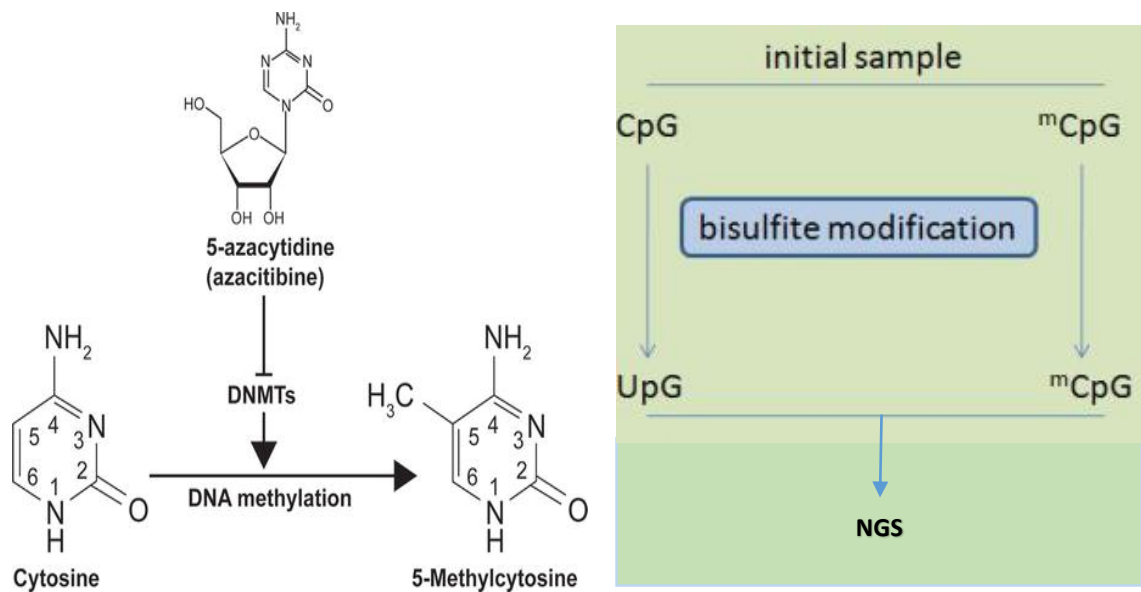 NH2
N
N
N
O
HO
O
OH
OH
5-azacytidine
(azacitibine)
NH2
DNMTs
4
5
3
N
6
1
2
N
H
O
DNA methylation
Cytosine
NH2
H3C
4
5
3
N
6
1
2
N
H
O
5-Methylcytosine
initial sample
CpG
mCpG
bisulfite modification
UpG
mCpG
NGS